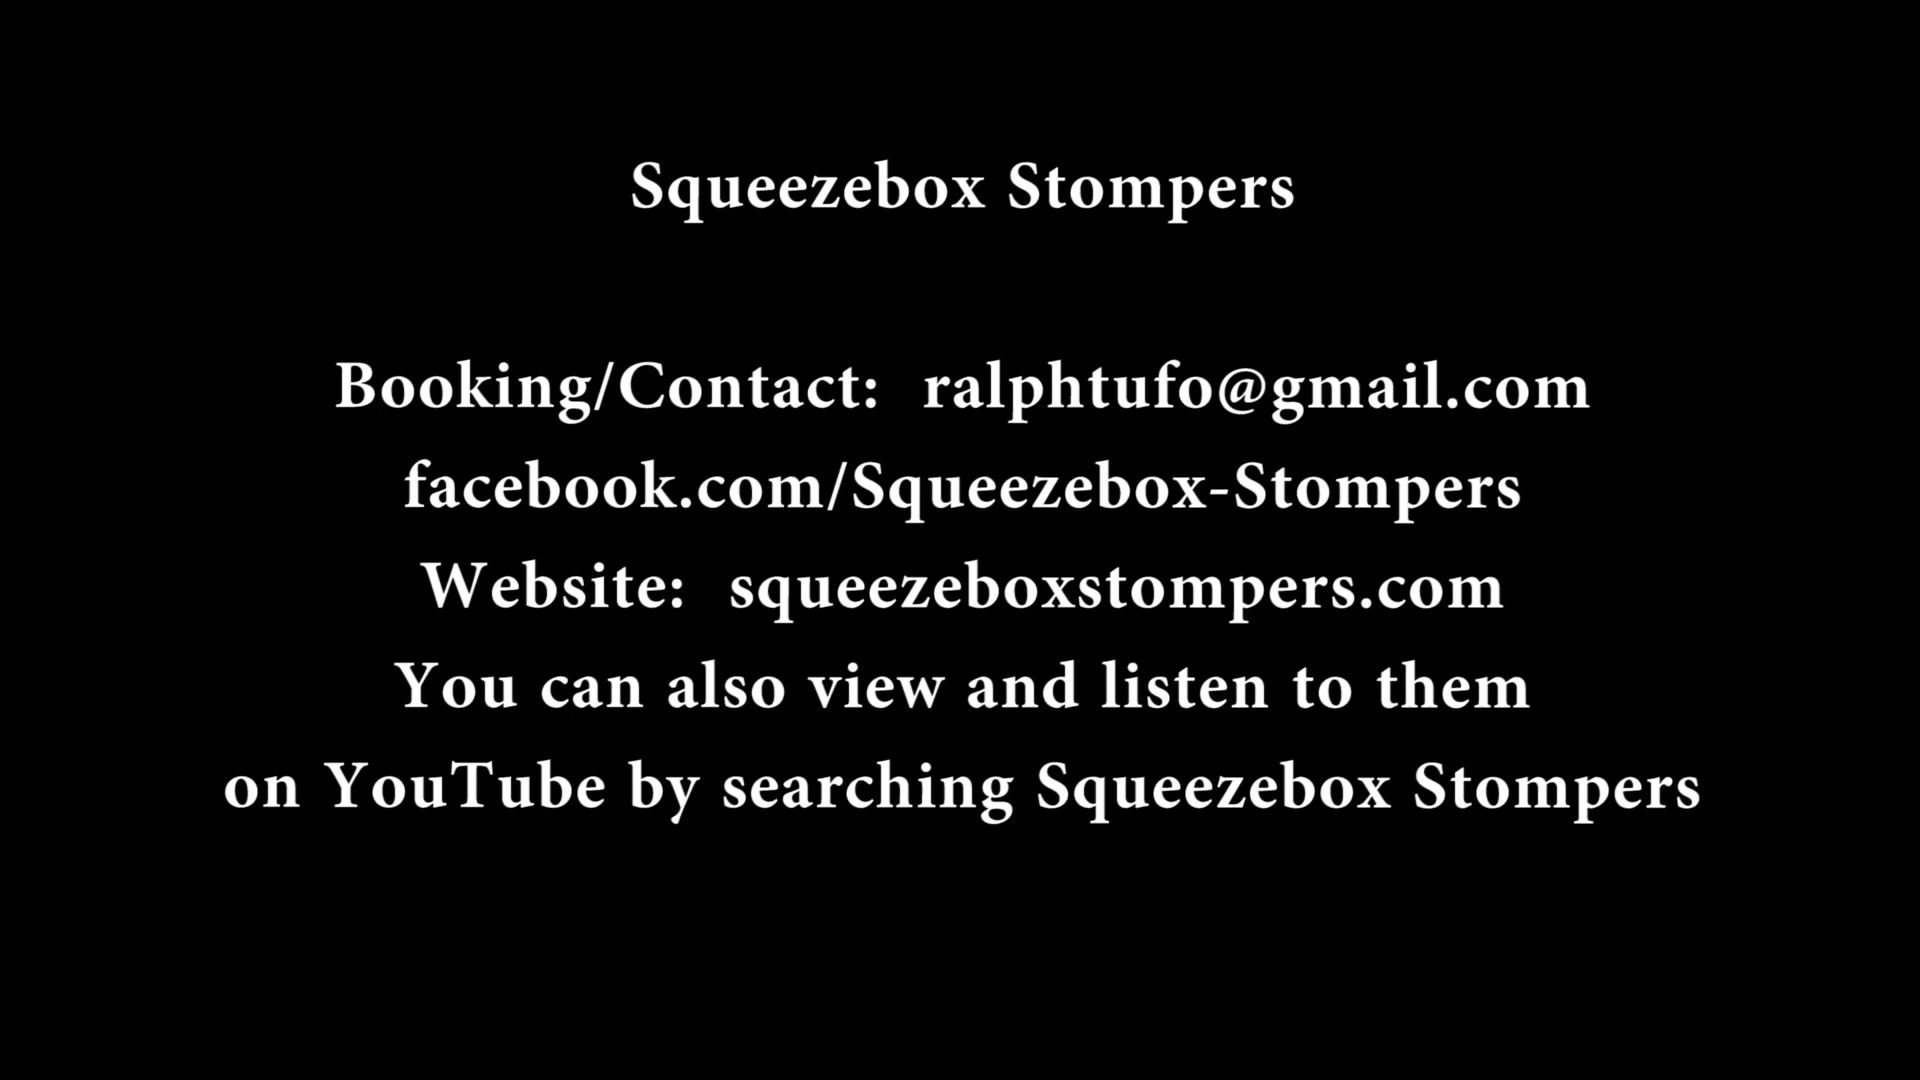 Squeezebox Stompers
Booking/Contact: ralphtufo@gmail.com
facebook.com/Squeezebox-Stompers
Website: squeezeboxstompers.com
You can also view and listen to them
on YouTube by searching Squeezebox Stompers